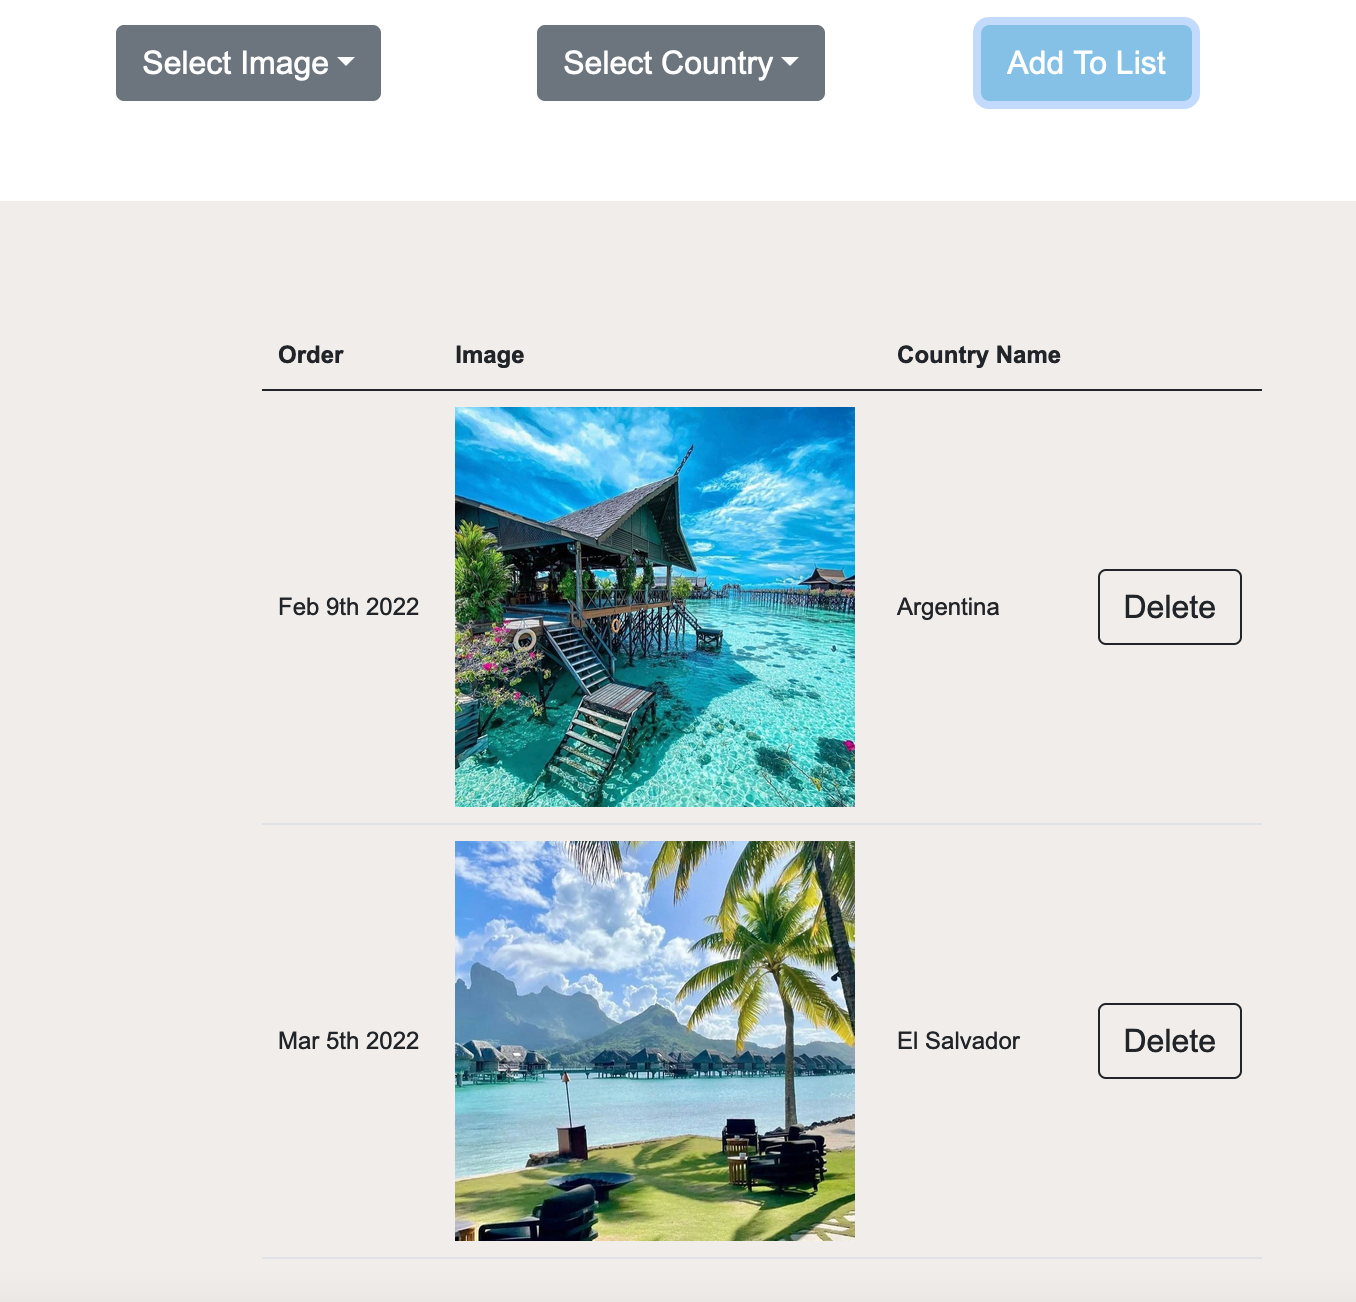 Select Image
Select Country
Add To List
Order Image Country Name
Feb 9th 2022 Argentina Delete
Mar 5th 2022 El Salvador Delete